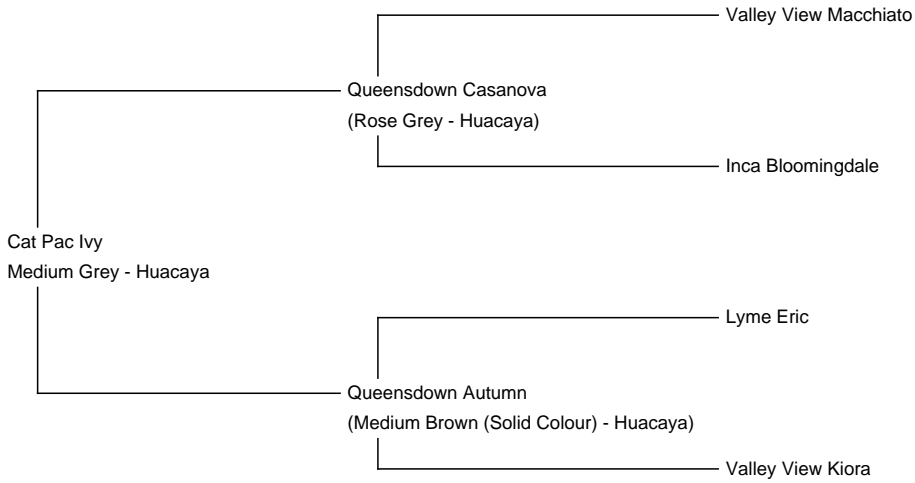 Valley View Macchiato
Queensdown Casanova
(Rose Grey - Huacaya)
Inca Bloomingdale
Cat Pac Ivy
Medium Grey - Huacaya
Lyme Eric
Queensdown Autumn
(Medium Brown (Solid Colour) - Huacaya)
Valley View Kiora